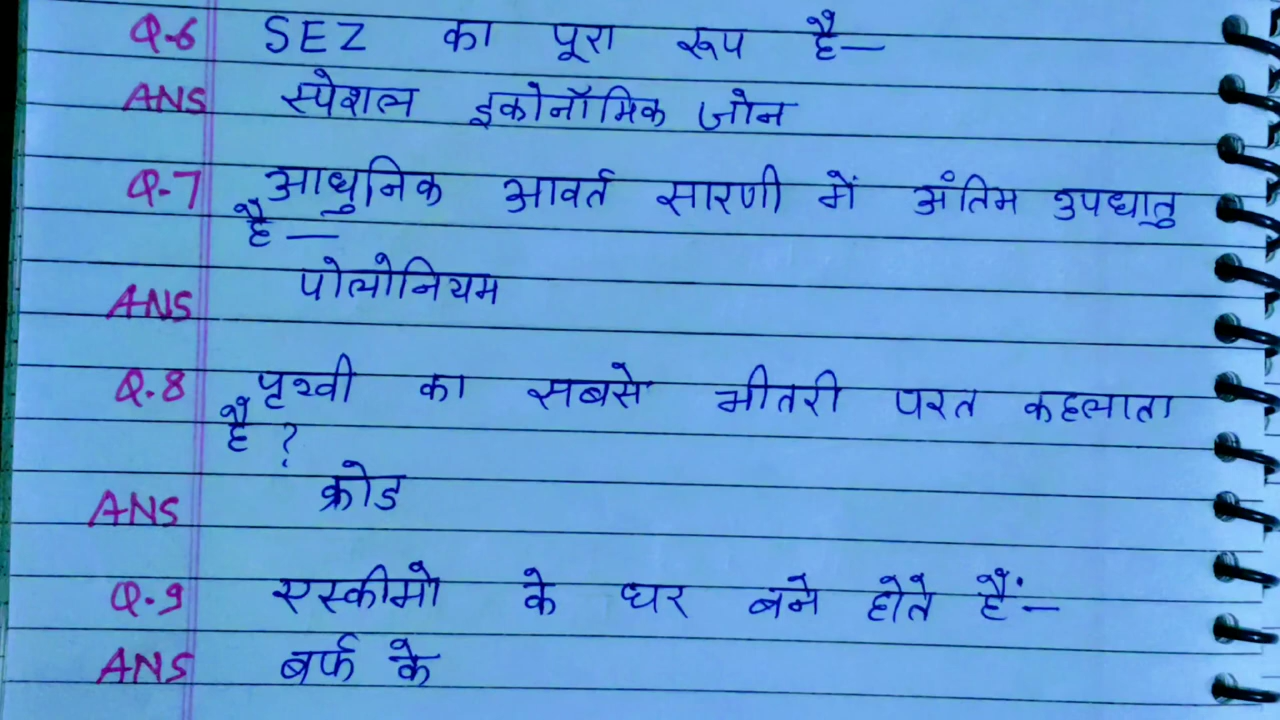 Q.6 SEZ का पूरा रूप है—
ANS स्पेशल इकोनॉमिक जोन
Q.7 आधुनिक आवर्त सारणी में अंतिम उपधातु
है —
ANS पोलोनियम
Q.8 पृथ्वी का सबसे भीतरी परत कहलाता
है ?
ANS क्रोड
Q.9 एस्कीमो के घर बने होते हैं—
ANS बर्फ के